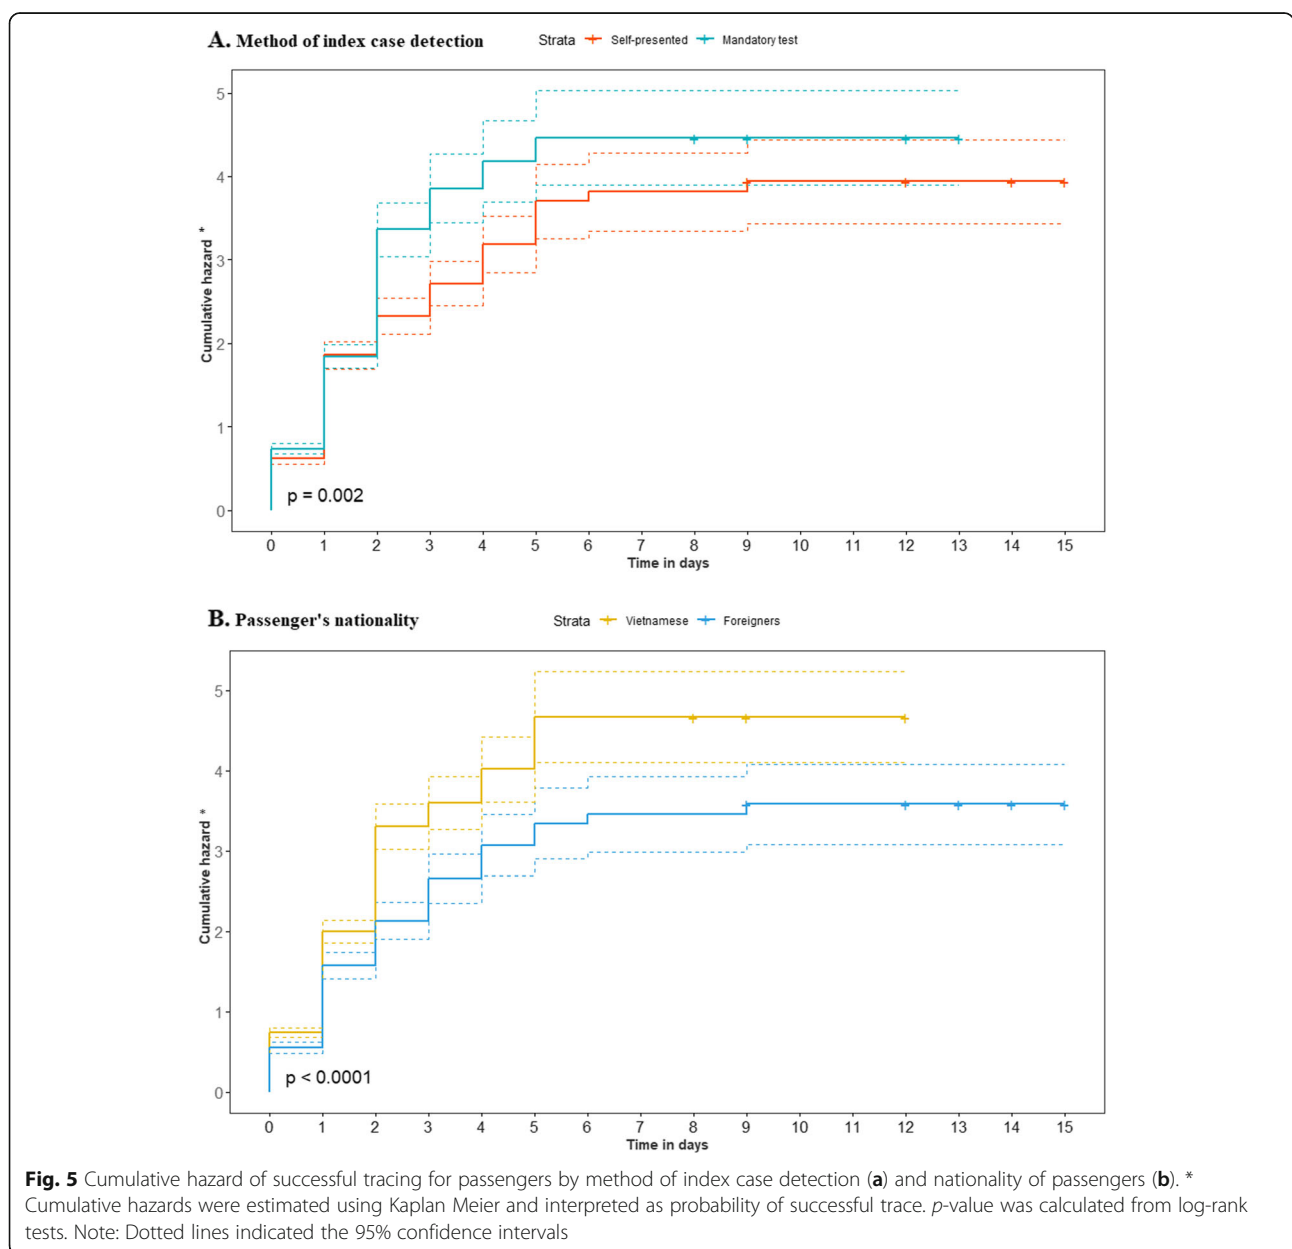 A. Method of index case detection
Strata Self-presented Mandatory test
5
4
3
2
1
0
Cumulative hazard *
p = 0.002
0 1 2 3 4 5 6 7 8 9 10 11 12 13 14 15
Time in days
B. Passenger's nationality
Strata Vietnamese Foreigners
5
4
3
2
1
0
Cumulative hazard *
p < 0.0001
0 1 2 3 4 5 6 7 8 9 10 11 12 13 14 15
Time in days
Fig. 5 Cumulative hazard of successful tracing for passengers by method of index case detection (a) and nationality of passengers (b). *
Cumulative hazards were estimated using Kaplan Meier and interpreted as probability of successful trace. p-value was calculated from log-rank
tests. Note: Dotted lines indicated the 95% confidence intervals